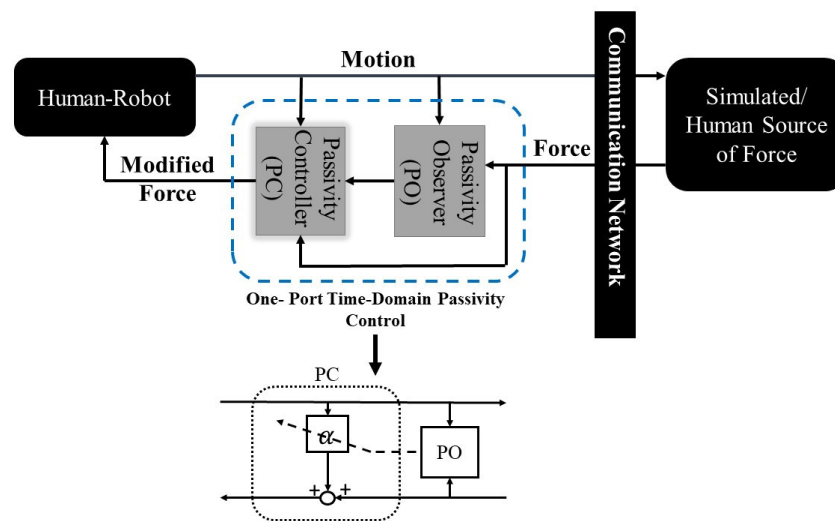 Motion
Human-Robot
Communication Network
Simulated/
Human Source
of Force
Modified
Force
Passivity
Controller
(PC)
Passivity
Observer
(PO)
Force
One- Port Time-Domain Passivity
Control
PC
α
PO
+
+